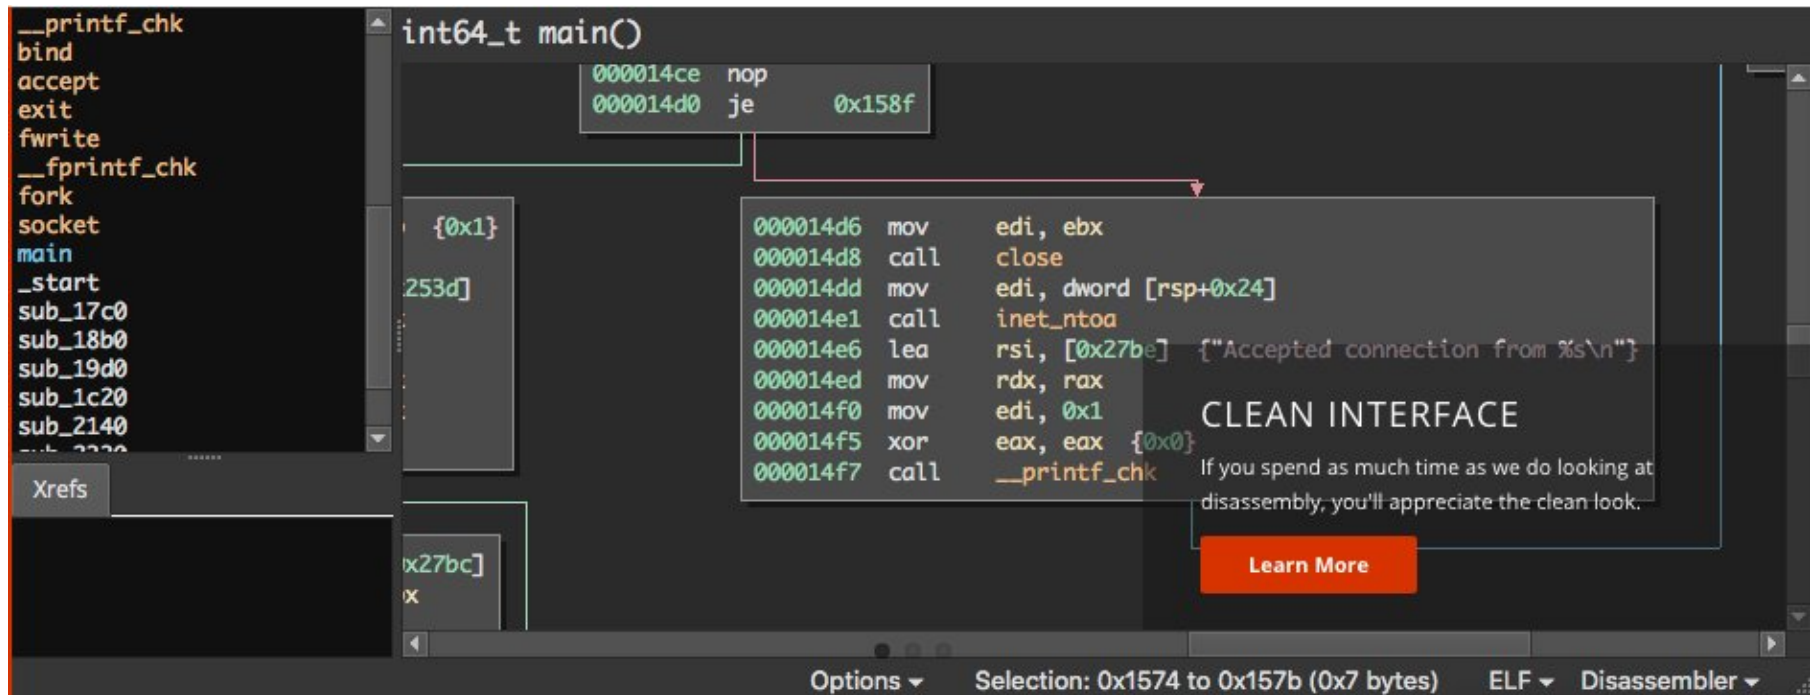 __printf_chk
bind
accept
exit
fwrite
__fprintf_chk
fork
socket
main
_start
sub_17c0
sub_18b0
sub_19d0
sub_1c20
sub_2140
Xrefs
int64_t main()
000014ce nop
000014d0 je 0x158f
{0x1}
253d]
x27bc]
x
000014d6 mov edi, ebx
000014d8 call close
000014dd mov edi, dword [rsp+0x24]
000014e1 call inet_ntoa
000014e6 lea rsi, [0x27be] {"Accepted connection from %s\n"}
000014ed mov rdx, rax
000014f0 mov edi, 0x1
000014f5 xor eax, eax {0x0}
000014f7 call __printf_chk
CLEAN INTERFACE
If you spend as much time as we do looking at
disassembly, you'll appreciate the clean look.
Learn More
Options Selection: 0x1574 to 0x157b (0x7 bytes) ELF Disassembler